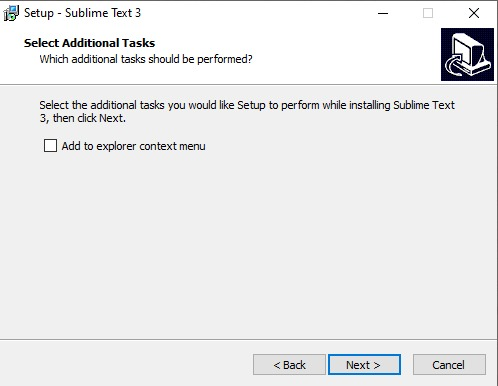 Setup - Sublime Text 3
Select Additional Tasks
Which additional tasks should be performed?
Select the additional tasks you would like Setup to perform while installing Sublime Text
3, then click Next.
Add to explorer context menu
< Back
Next >
Cancel